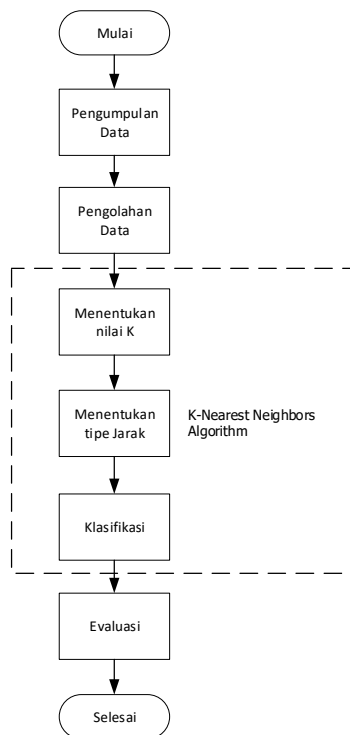 Mulai
Pengumpulan
Data
Pengolahan
Data
Menentukan
nilai K
Menentukan
tipe Jarak
K-Nearest Neighbors
Algorithm
Klasifikasi
Evaluasi
Selesai